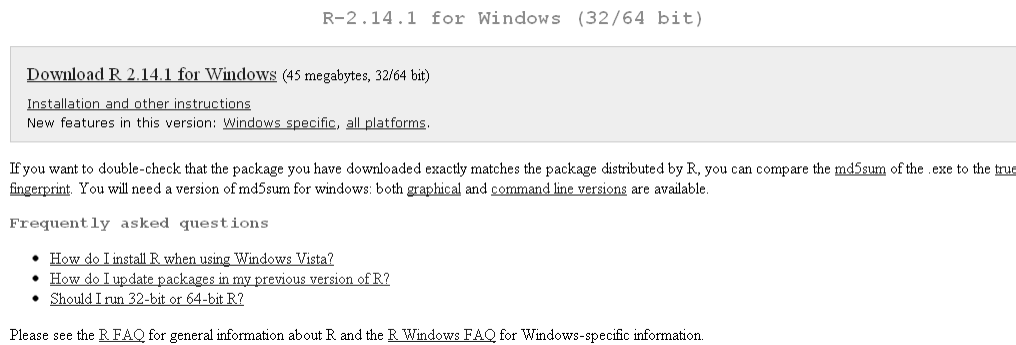 R-2.14.1 for Windows (32/64 bit)
Download R 2.14.1 for Windows (45 megabytes, 32/64 bit)
Installation and other instructions
New features in this version: Windows specific, all platforms.
If you want to double-check that the package you have downloaded exactly matches the package distributed by R, you can compare the md5sum of the .exe to the true
fingerprint. You will need a version of md5sum for windows: both graphical and command line versions are available.
Frequently asked questions
• How do I install R when using Windows Vista?
• How do I update packages in my previous version of R?
• Should I run 32-bit or 64-bit R?
Please see the R FAQ for general information about R and the R Windows FAQ for Windows-specific information.